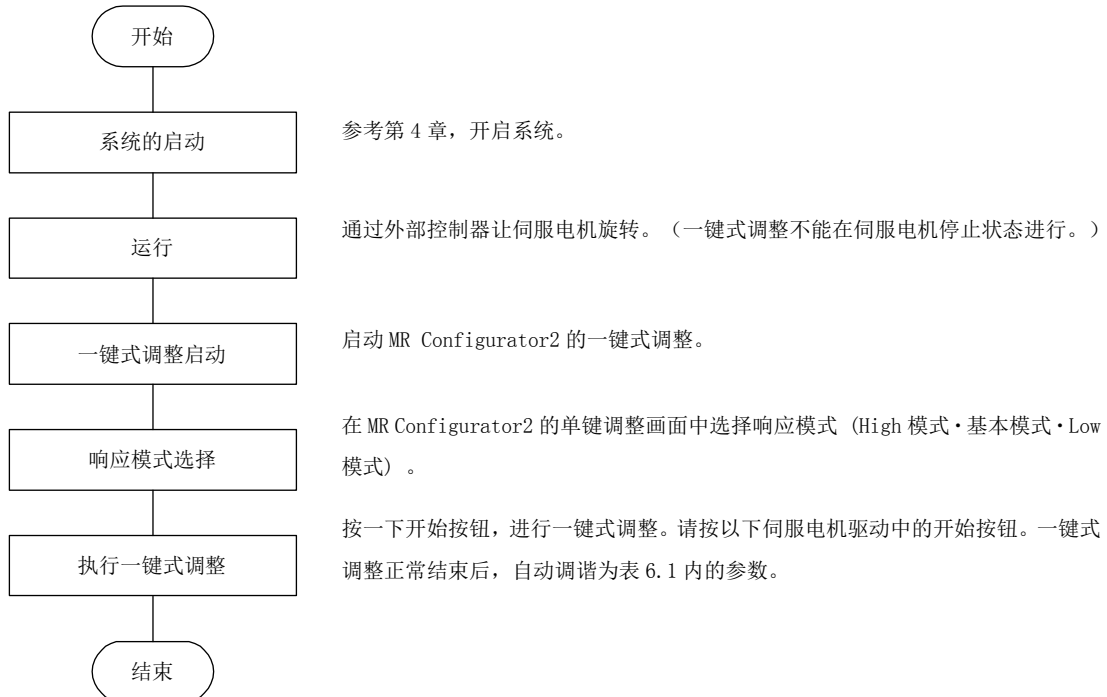 开始
系统的启动
参考第 4 章，开启系统。
运行
通过外部控制器让伺服电机旋转。（一键式调整不能在伺服电机停止状态进行。）
一键式调整启动
启动 MR Configurator2 的一键式调整。
响应模式选择
在 MR Configurator2 的单键调整画面中选择响应模式 (High 模式·基本模式·Low
模式) 。
执行一键式调整
按一下开始按钮，进行一键式调整。请按以下伺服电机驱动中的开始按钮。一键式
调整正常结束后，自动调谐为表 6.1 内的参数。
结束